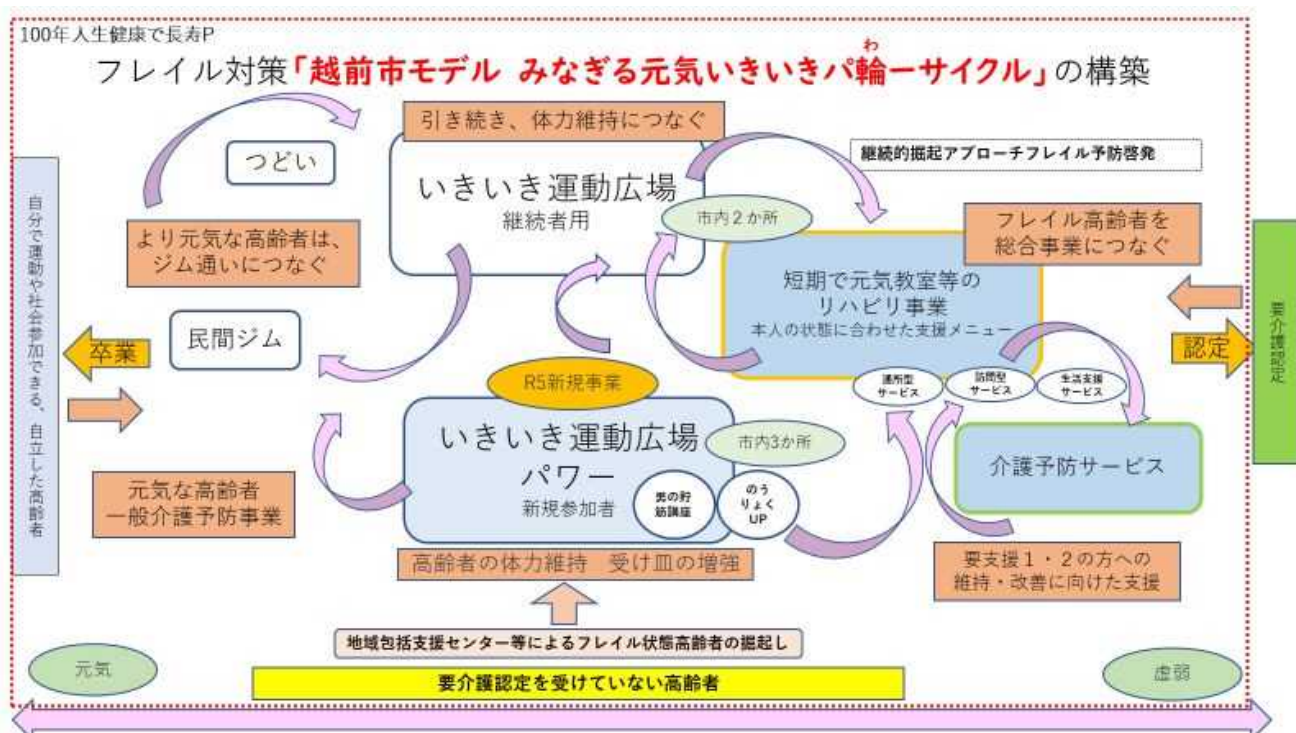 100年人生健康で長寿P
わ
フレイル対策「越前市モデル みなぎる元気いきいきパ輪ーサイクル」の構築
引き続き、体力維持につなぐ
つどい
継続的掘起アプローチフレイル予防啓発
いきいき運動広場
継続者用
市内２か所
フレイル高齢者を
総合事業につなぐ
より元気な高齢者は、
ジム通いにつなぐ
自分で運動や社会参加できる、自立した高齢者
短期で元気教室等の
リハビリ事業
本人の状態に合わせた支援メニュー
要介護認定
民間ジム
卒業
認定
R5新規事業
通所型
サービス
訪問型
サービス
生活支援
サービス
いきいき運動広場
パワー
新規参加者
市内3か所
男の貯
筋講座
のう
りょく
UP
介護予防サービス
元気な高齢者
一般介護予防事業
高齢者の体力維持　受け皿の増強
要支援１・２の方への
維持・改善に向けた支援
地域包括支援センター等によるフレイル状態高齢者の掘起し
元気
要介護認定を受けていない高齢者
虚弱